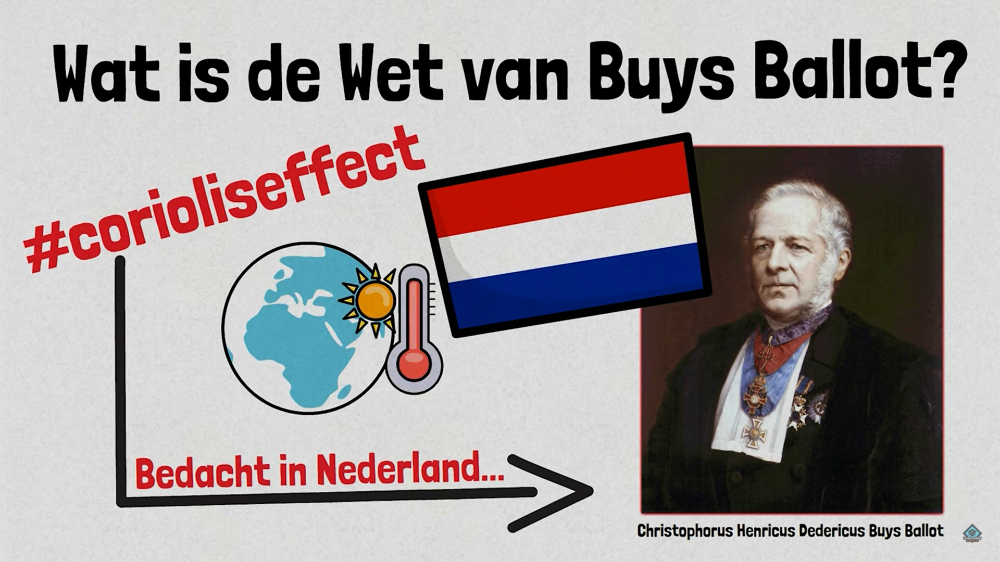 Wat is de Wet van Buys Ballot?
#corioliseffect
Bedacht in Nederland...
Christophorus Henricus Dedericus Buys Ballot